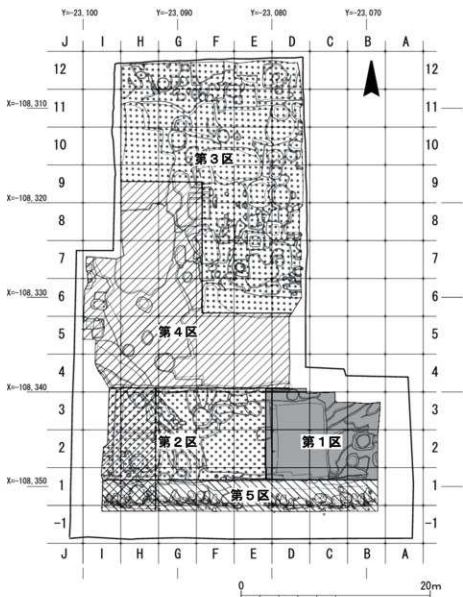 Y=-23,100 Y=-23,090 Y=-23,080 Y=-23,070
J I H G F E D C B A
12 12
X=-108,310
11 11
10 10
第3区
9 9
X=-108,320
8 8
7 7
X=-108,330
6 6
5 第4区 5
4 4
X=-108,340
3 3
2 第2区 第1区 2
X=-108,350
1 第5区 1
-1 -1
J I H G F E D C B A
0 20m